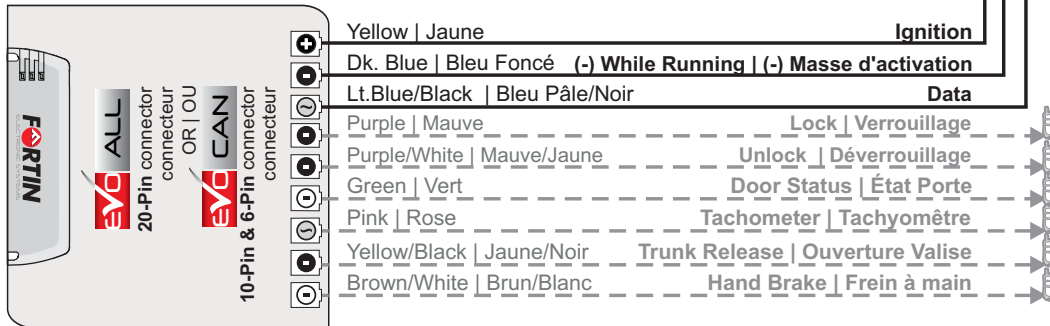 Yellow | Jaune Ignition
Dk. Blue | Bleu Foncé (-) While Running | (-) Masse d'activation
Lt.Blue/Black | Bleu Pâle/Noir Data
Purple | Mauve Lock | Verrouillage
Purple/White | Mauve/Jaune Unlock | Déverrouillage
Green | Vert Door Status | État Porte
Pink | Rose Tachometer | Tachyomêtre
Yellow/Black | Jaune/Noir Trunk Release | Ouverture Valise
Brown/White | Brun/Blanc Hand Brake | Frein à main
FORTIN
EVO ALL
20-Pin connector
connecteur
OR | OU
EVO CAN
10-Pin & 6-Pin connector
connecteur